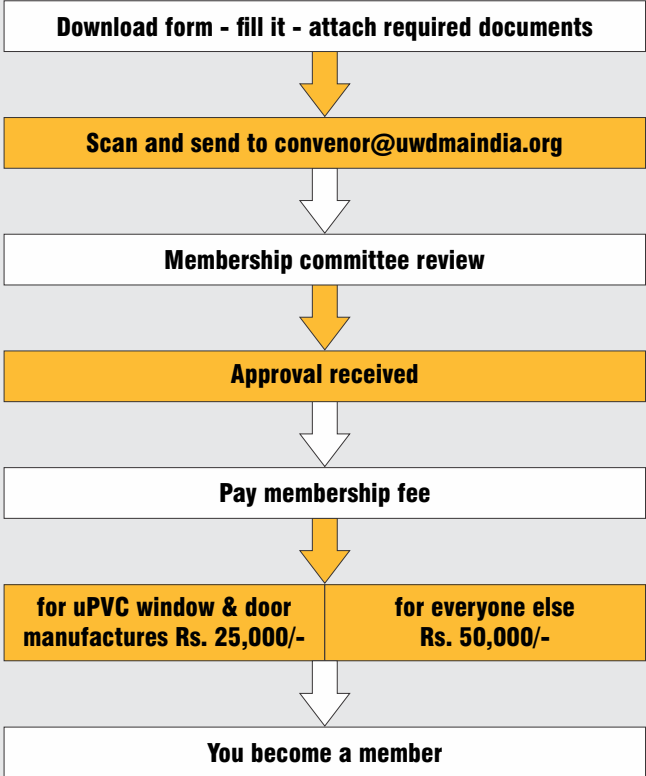 Download form - fill it - attach required documents
Scan and send to convenor@uwdmaindia.org
Membership committee review
Approval received
Pay membership fee
for uPVC window & door
manufactures Rs. 25,000/-
for everyone else
Rs. 50,000/-
You become a member